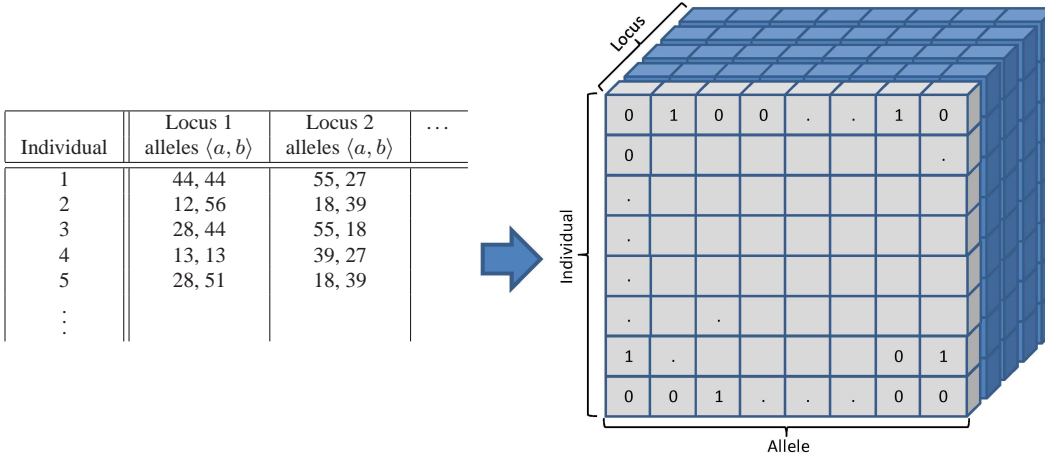 Locus 1 Locus 2 ...
Individual alleles ⟨a, b⟩ alleles ⟨a, b⟩
1 44, 44 55, 27
2 12, 56 18, 39
3 28, 44 55, 18
4 13, 13 39, 27
5 28, 51 18, 39
⋮
Locus
Individual
0 1 0 0 . . 1 0
0 .
.
.
.
. .
1 . 0 1
0 0 1 . . . 0 0
Allele